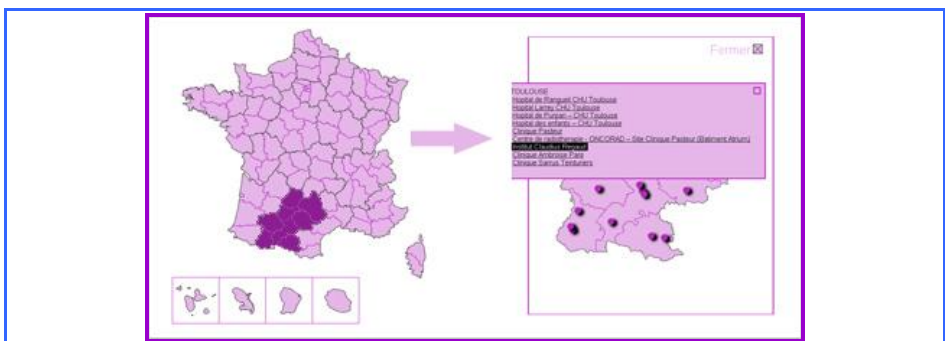 Fermer
TOULOUSE
Hopital de Rangueil CHU Toulouse
Hopital Larrey CHU Toulouse
Hopital de Purpan – CHU Toulouse
Hopital des enfants – CHU Toulouse
Clinique Pasteur
Centre de radiotherapie - ONCORAD – Site Clinique Pasteur (Batiment Atrium)
Institut Claudius Regaud
Clinique Ambroise Pare
Clinique Sarrus Teinturiers